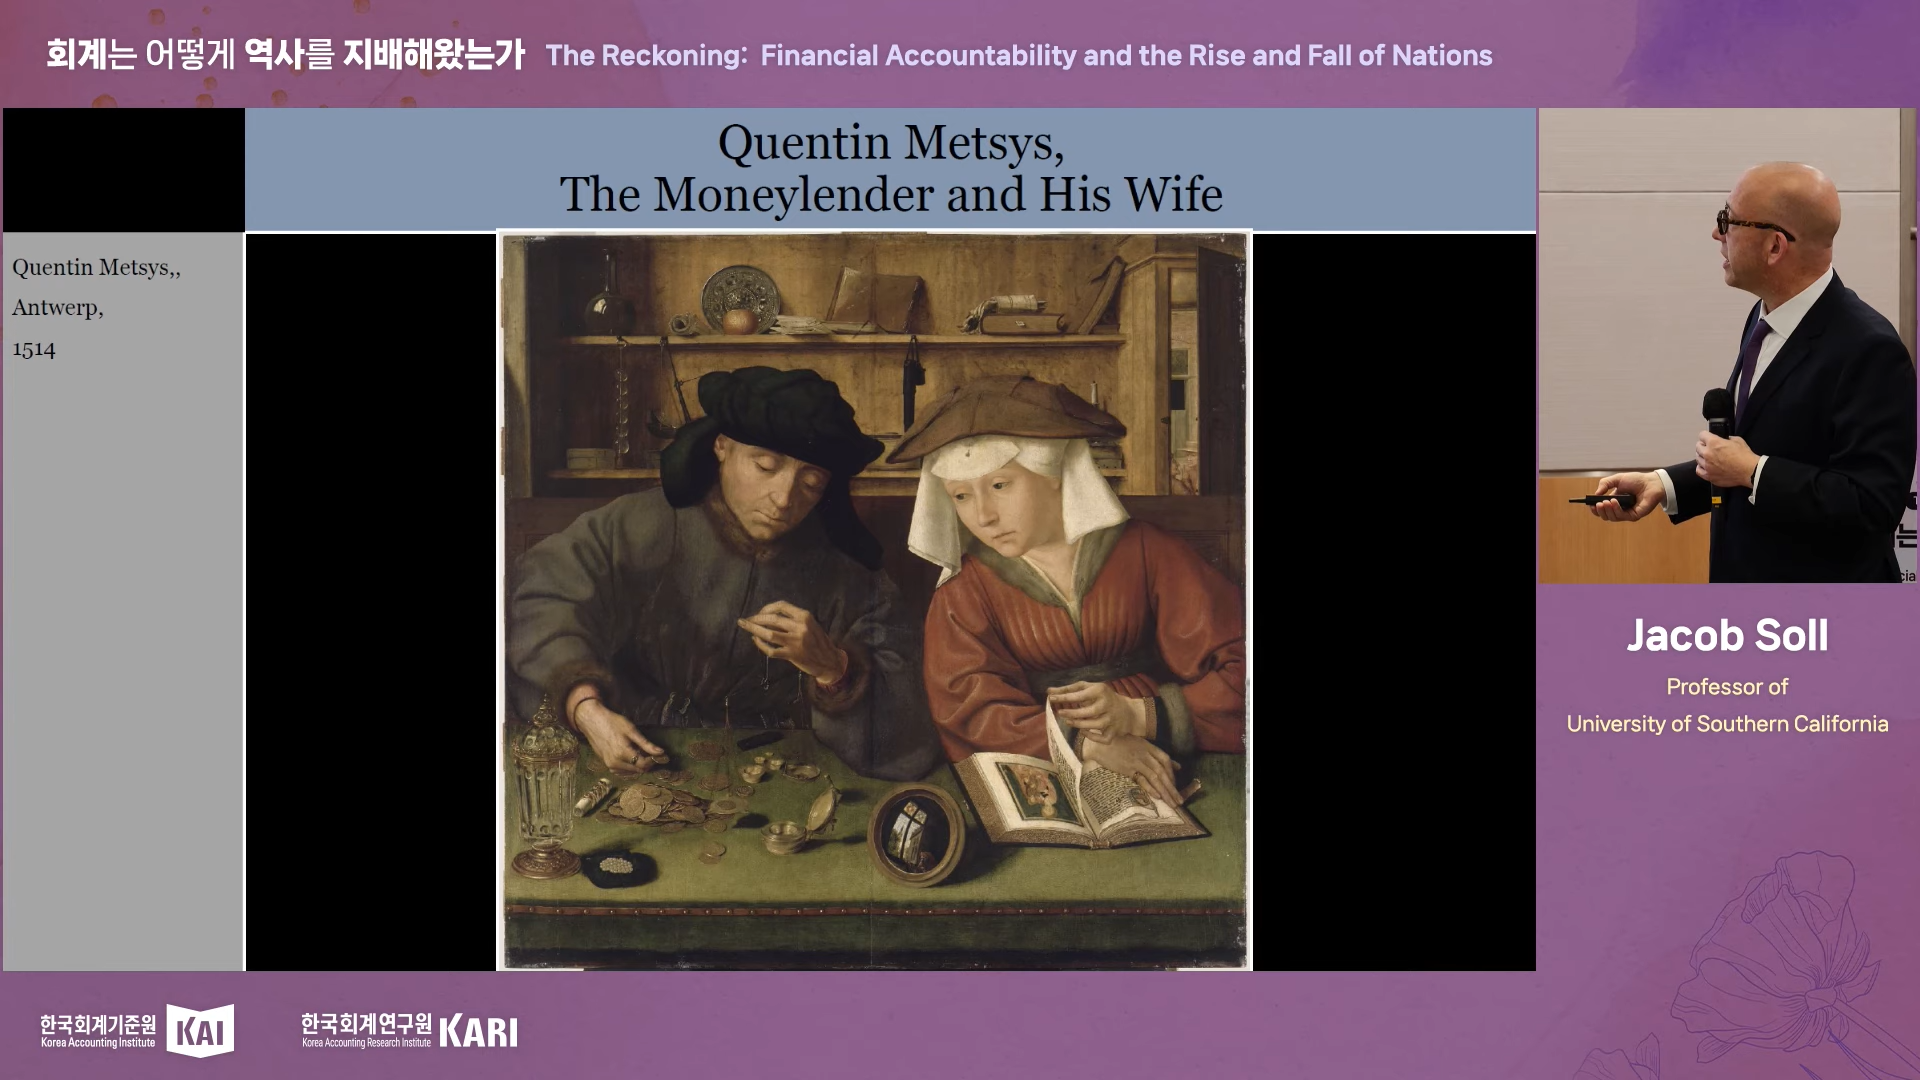 회계는 어떻게 역사를 지배해왔는가 The Reckoning: Financial Accountability and the Rise and Fall of Nations
Quentin Metsys,
The Moneylender and His Wife
Quentin Metsys,,
Antwerp,
1514
Jacob Soll
Professor of
University of Southern California
한국회계기준원
Korea Accounting Institute
KAI
한국회계연구원
Korea Accounting Research Institute
KARI